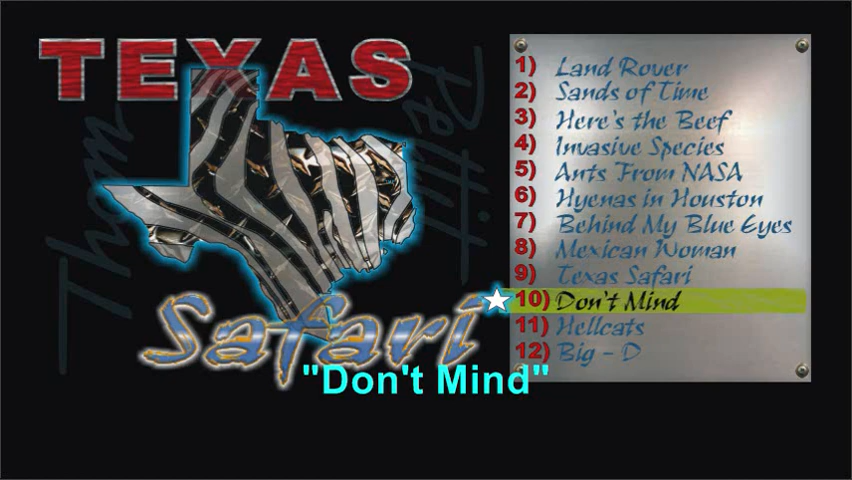 TEXAS
Thom
Pettit
Safari
1) Land Rover
2) Sands of Time
3) Here's the Beef
4) Invasive Species
5) Ants From NASA
6) Hyenas in Houston
7) Behind My Blue Eyes
8) Mexican Woman
9) Texas Safari
10) Don't Mind
11) Hellcats
12) Big - D
"Don't Mind"